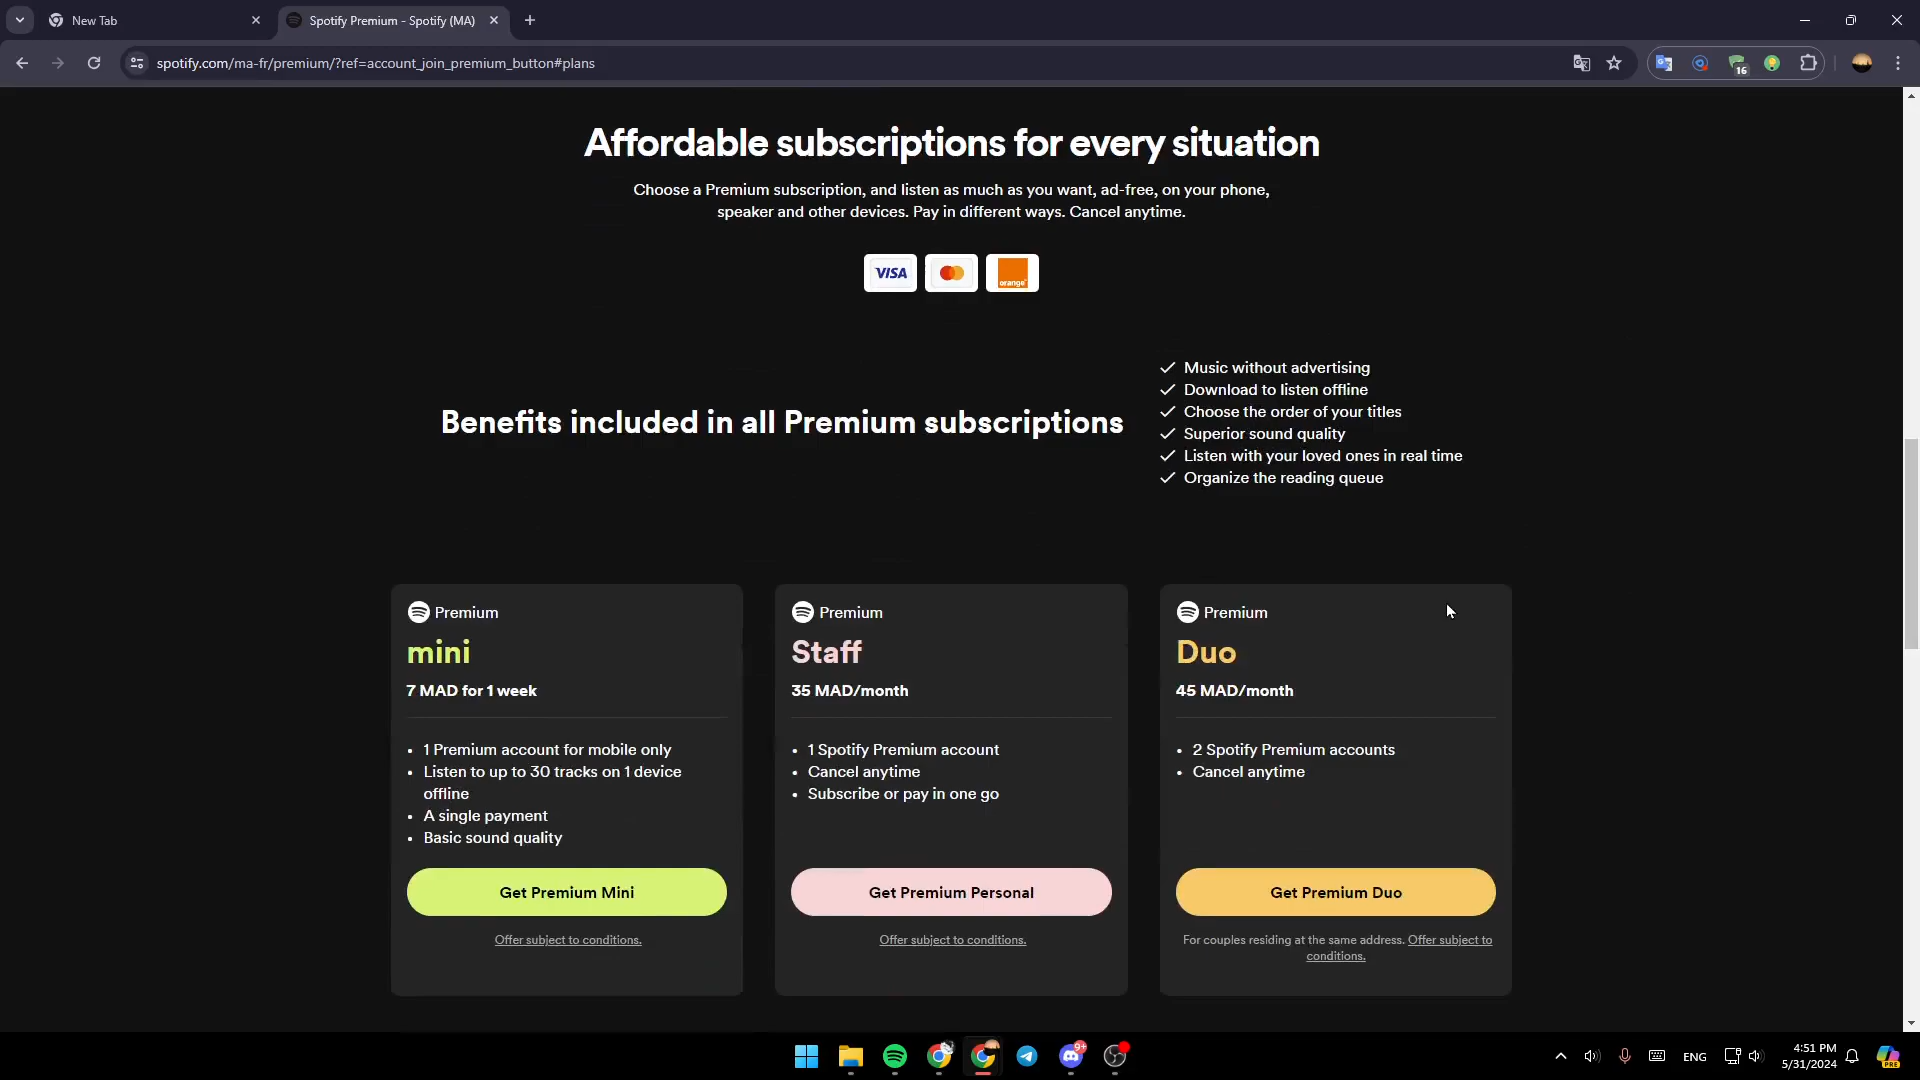 New Tab
Spotify Premium - Spotify (MA)
spotify.com/ma-fr/premium/?ref=account_join_premium_button#plans
16
Affordable subscriptions for every situation
Choose a Premium subscription, and listen as much as you want, ad-free, on your phone,
speaker and other devices. Pay in different ways. Cancel anytime.
VISA
orange
Benefits included in all Premium subscriptions
Music without advertising
Download to listen offline
Choose the order of your titles
Superior sound quality
Listen with your loved ones in real time
Organize the reading queue
Premium
mini
7 MAD for 1 week
• 1 Premium account for mobile only
• Listen to up to 30 tracks on 1 device
offline
• A single payment
• Basic sound quality
Get Premium Mini
Offer subject to conditions.
Premium
Staff
35 MAD/month
• 1 Spotify Premium account
• Cancel anytime
• Subscribe or pay in one go
Get Premium Personal
Offer subject to conditions.
Premium
Duo
45 MAD/month
• 2 Spotify Premium accounts
• Cancel anytime
Get Premium Duo
For couples residing at the same address. Offer subject to
conditions.
9+
ENG
4:51 PM
5/31/2024
PRE